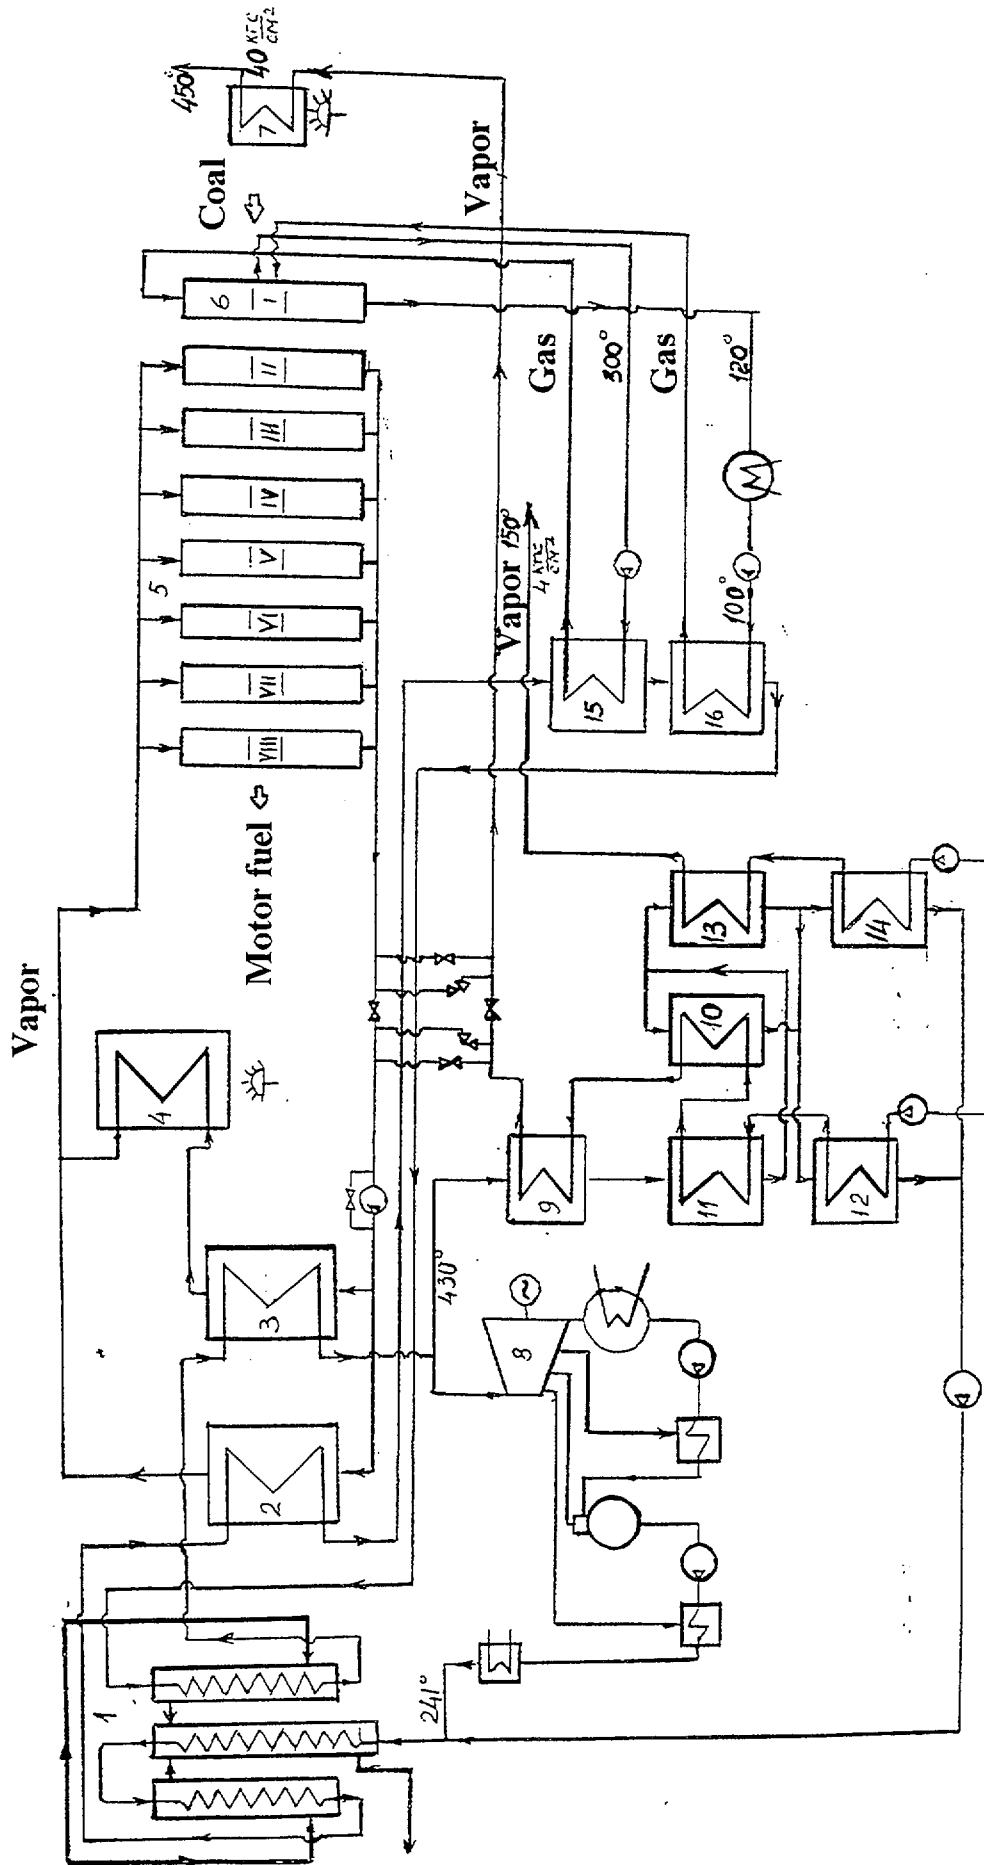 Vapor
1
4
5
450°
Coal
6
2
3
Motor fuel
VIII
VII
VI
V
IV
III
II
I
7
40 кгс/см²
241°
430°
Vapor
8
Vapor 150°
4 кгс/см²
9
Gas
15
300°
Gas
11
10
13
16
100°
120°
12
14